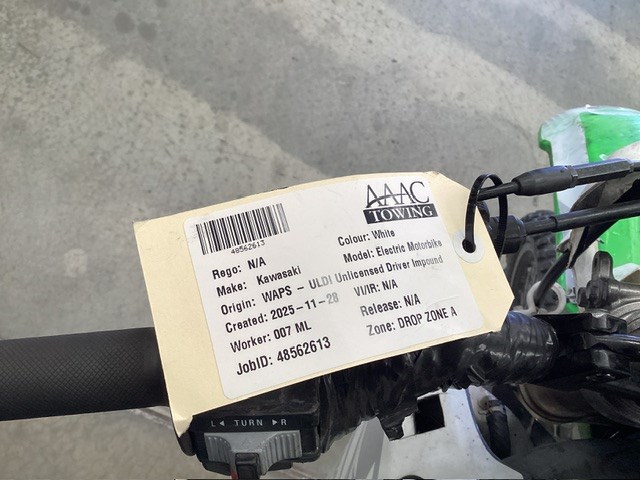 AAAC
TOWING
48562613
Rego: N/A
Colour: White
Make: Kawasaki
Model: Electric Motorbike
Origin: WAPS - ULDI Unlicensed Driver Impound
Created: 2025-11-28
VI/IR: N/A
Worker: 007 ML
Release: N/A
JobID: 48562613
Zone: DROP ZONE A
L ◄ TURN ► R